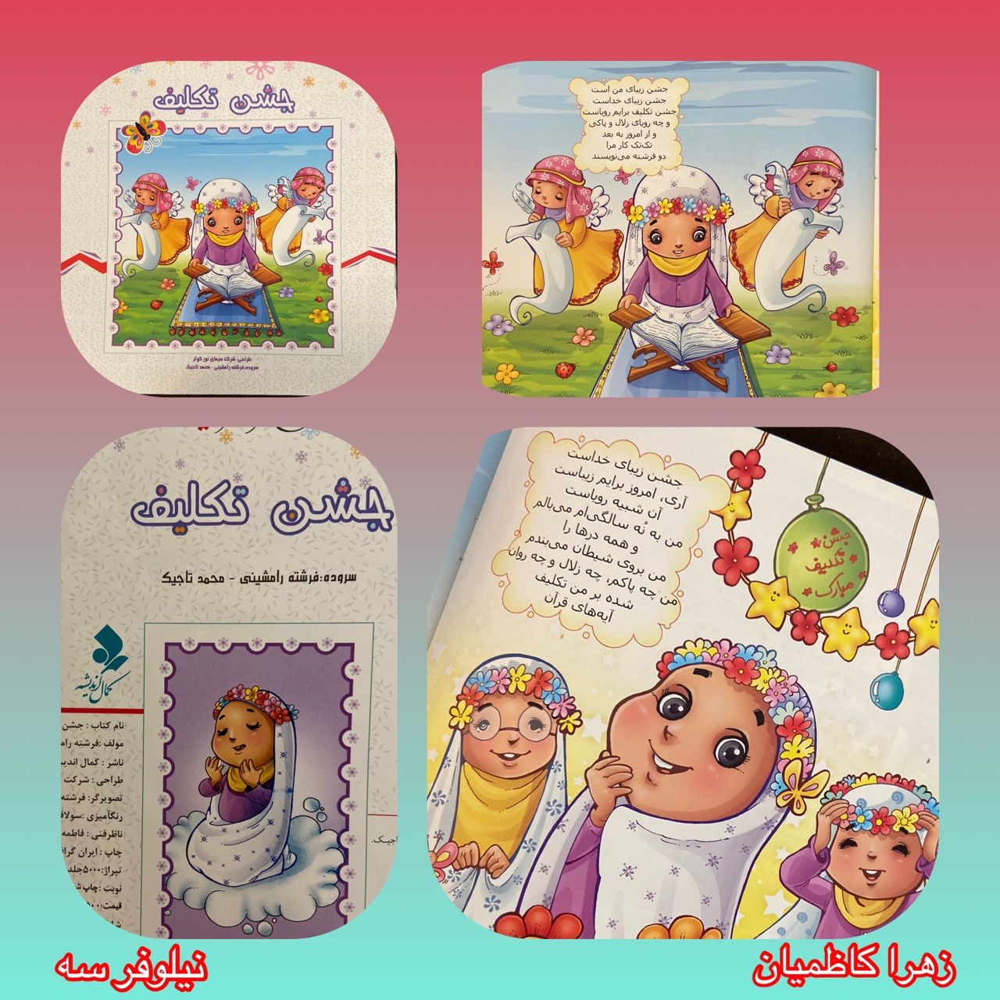 جشن تکلیف
طراحی: شرکت سیمای نور کوثر
سروده:فرشته رامشینی - محمد تاجیک
جشن زیبای من است
جشن زیبای خداست
جشن تکلیف برایم رویاست
و چه رویای زلال و پاکی
و از امروز به بعد
تک‌تک کار مرا
دو فرشته می‌نویسند
جشن تکلیف
سروده:فرشته رامشینی - محمد تاجیک
کمال اندیشه
نام کتاب : جشن
مولف :فرشته رام
ناشر : کمال اندیش
طراحی : شرکت
تصویرگر: فرشته
رنگ‌آمیزی :سولاف
ناظرفنی : فاطمه
چاپ : ایران گراف
تیراژ:۵۰۰۰جلد
نوبت :چاپ
قیمت:
تاجیک.
جشن زیبای خداست
آری، امروز برایم زیباست
آن شبیه رویاست
من به نُه سالگی‌ام می‌بالم
و همه درها را
من بروی شیطان می‌بندم
من چه پاکم، چه زلال و چه روان
شده بر من تکلیف
آیه‌های قرآن
جشن
تکلیف
مبارک
نیلوفر سه
زهرا کاظمیان